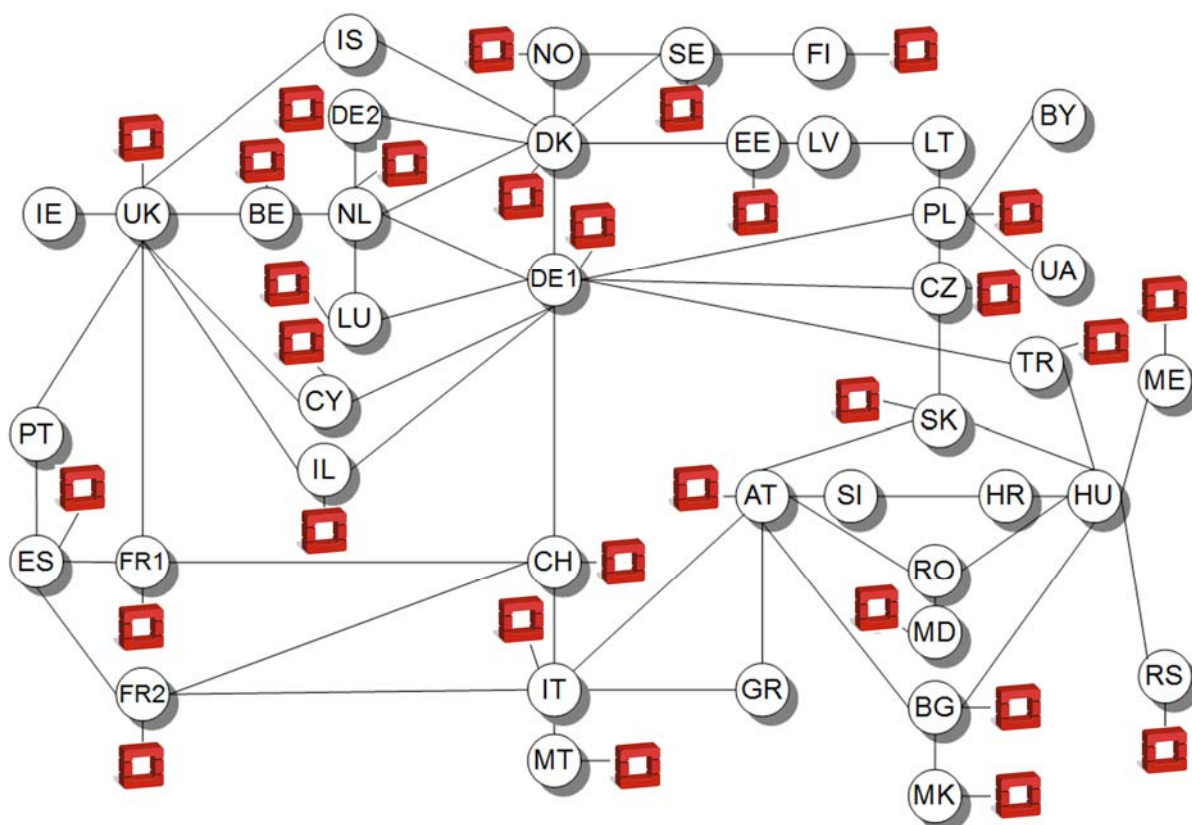 IS
NO
SE
FI
DE2
DK
EE
LV
LT
BY
IE
UK
BE
NL
PL
DE1
UA
CZ
LU
TR
ME
CY
SK
PT
IL
AT
SI
HR
HU
ES
FR1
CH
RO
MD
FR2
IT
GR
BG
RS
MT
MK